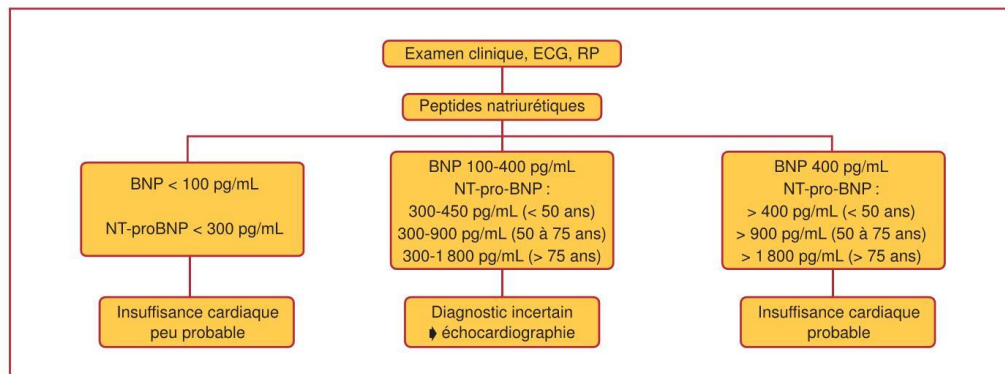 Examen clinique, ECG, RP
Peptides natriurétiques
BNP < 100 pg/mL
NT-proBNP < 300 pg/mL
BNP 100-400 pg/mL
NT-pro-BNP :
300-450 pg/mL (< 50 ans)
300-900 pg/mL (50 à 75 ans)
300-1 800 pg/mL (> 75 ans)
BNP 400 pg/mL
NT-pro-BNP :
> 400 pg/mL (< 50 ans)
> 900 pg/mL (50 à 75 ans)
> 1 800 pg/mL (> 75 ans)
Insuffisance cardiaque
peu probable
Diagnostic incertain
➧ échocardiographie
Insuffisance cardiaque
probable